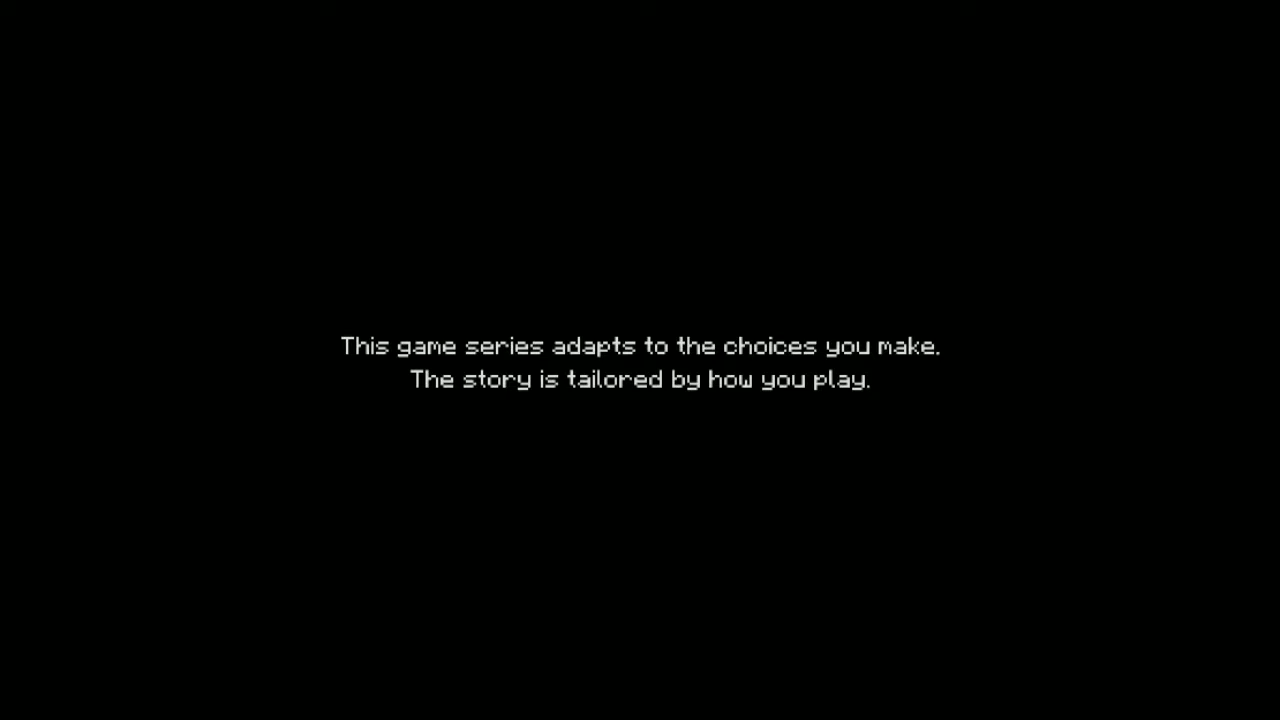 This game series adapts to the choices you make.
The story is tailored by how you play.